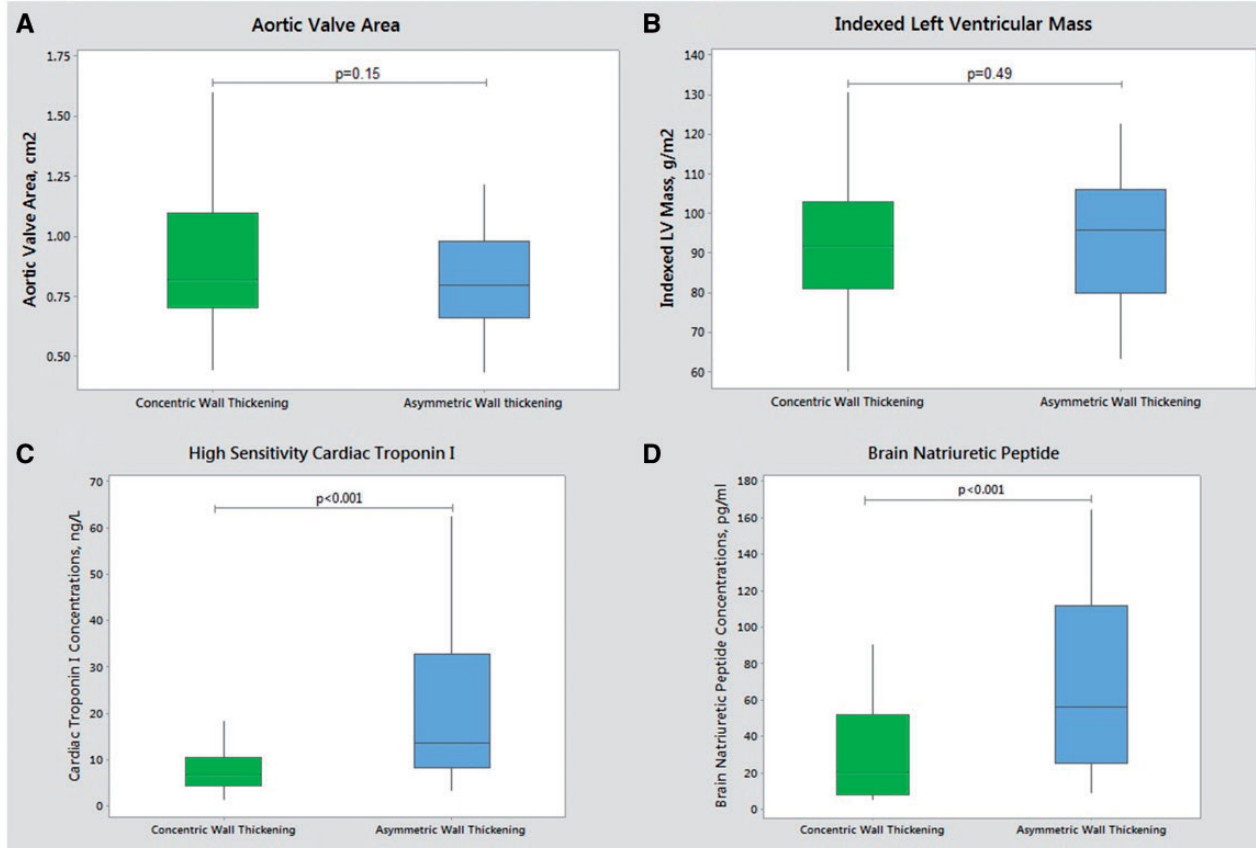 A
Aortic Valve Area
Aortic Valve Area, cm2
1.75
1.50
1.25
1.00
0.75
0.50
p=0.15
Concentric Wall Thickening
Asymmetric Wall thickening
B
Indexed Left Ventricular Mass
Indexed LV Mass, g/m2
140
130
120
110
100
90
80
70
60
p=0.49
Concentric Wall Thickening
Asymmetric Wall Thickening
C
High Sensitivity Cardiac Troponin I
Cardiac Troponin I Concentrations, ng/L
70
60
50
40
30
20
10
0
p<0.001
Concentric Wall Thickening
Asymmetric Wall Thickening
D
Brain Natriuretic Peptide
Brain Natriuretic Peptide Concentrations, pg/ml
180
160
140
120
100
80
60
40
20
0
p<0.001
Concentric Wall Thickening
Asymmetric Wall Thickening